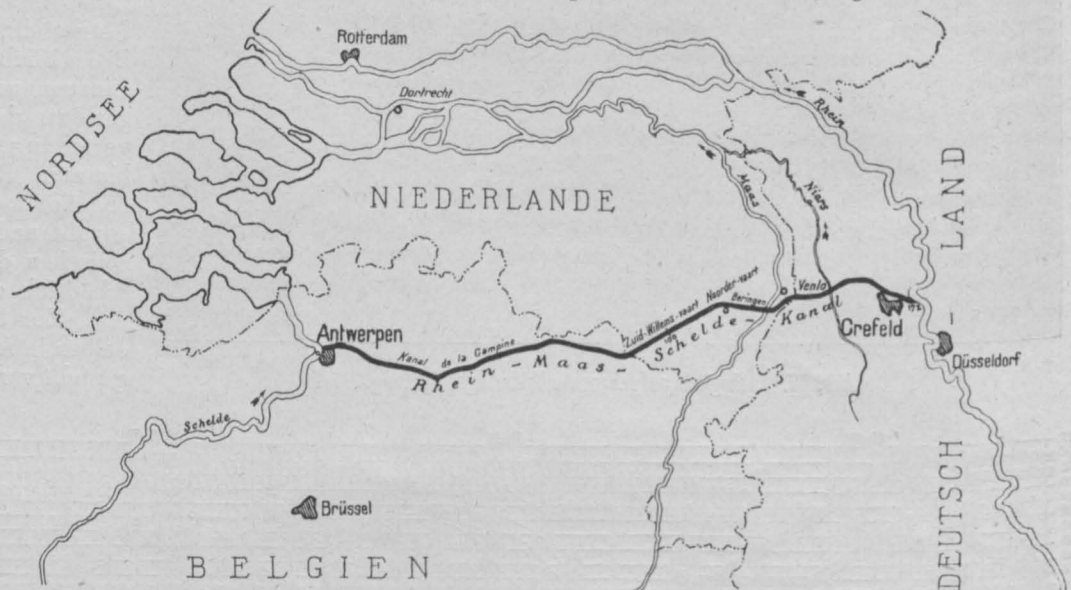 Rotterdam
Dortrecht
NORDSEE
Rhein
NIEDERLANDE
Maas
Niers
LAND
Zuid-Willems-vaart
Noorder-vaart
Beringen
Venlo
Antwerpen
Kanal de la Campine
Rhein-Maas-Schelde-Kanal
Crefeld
Düsseldorf
Schelde
Brüssel
BELGIEN
DEUTSCH-